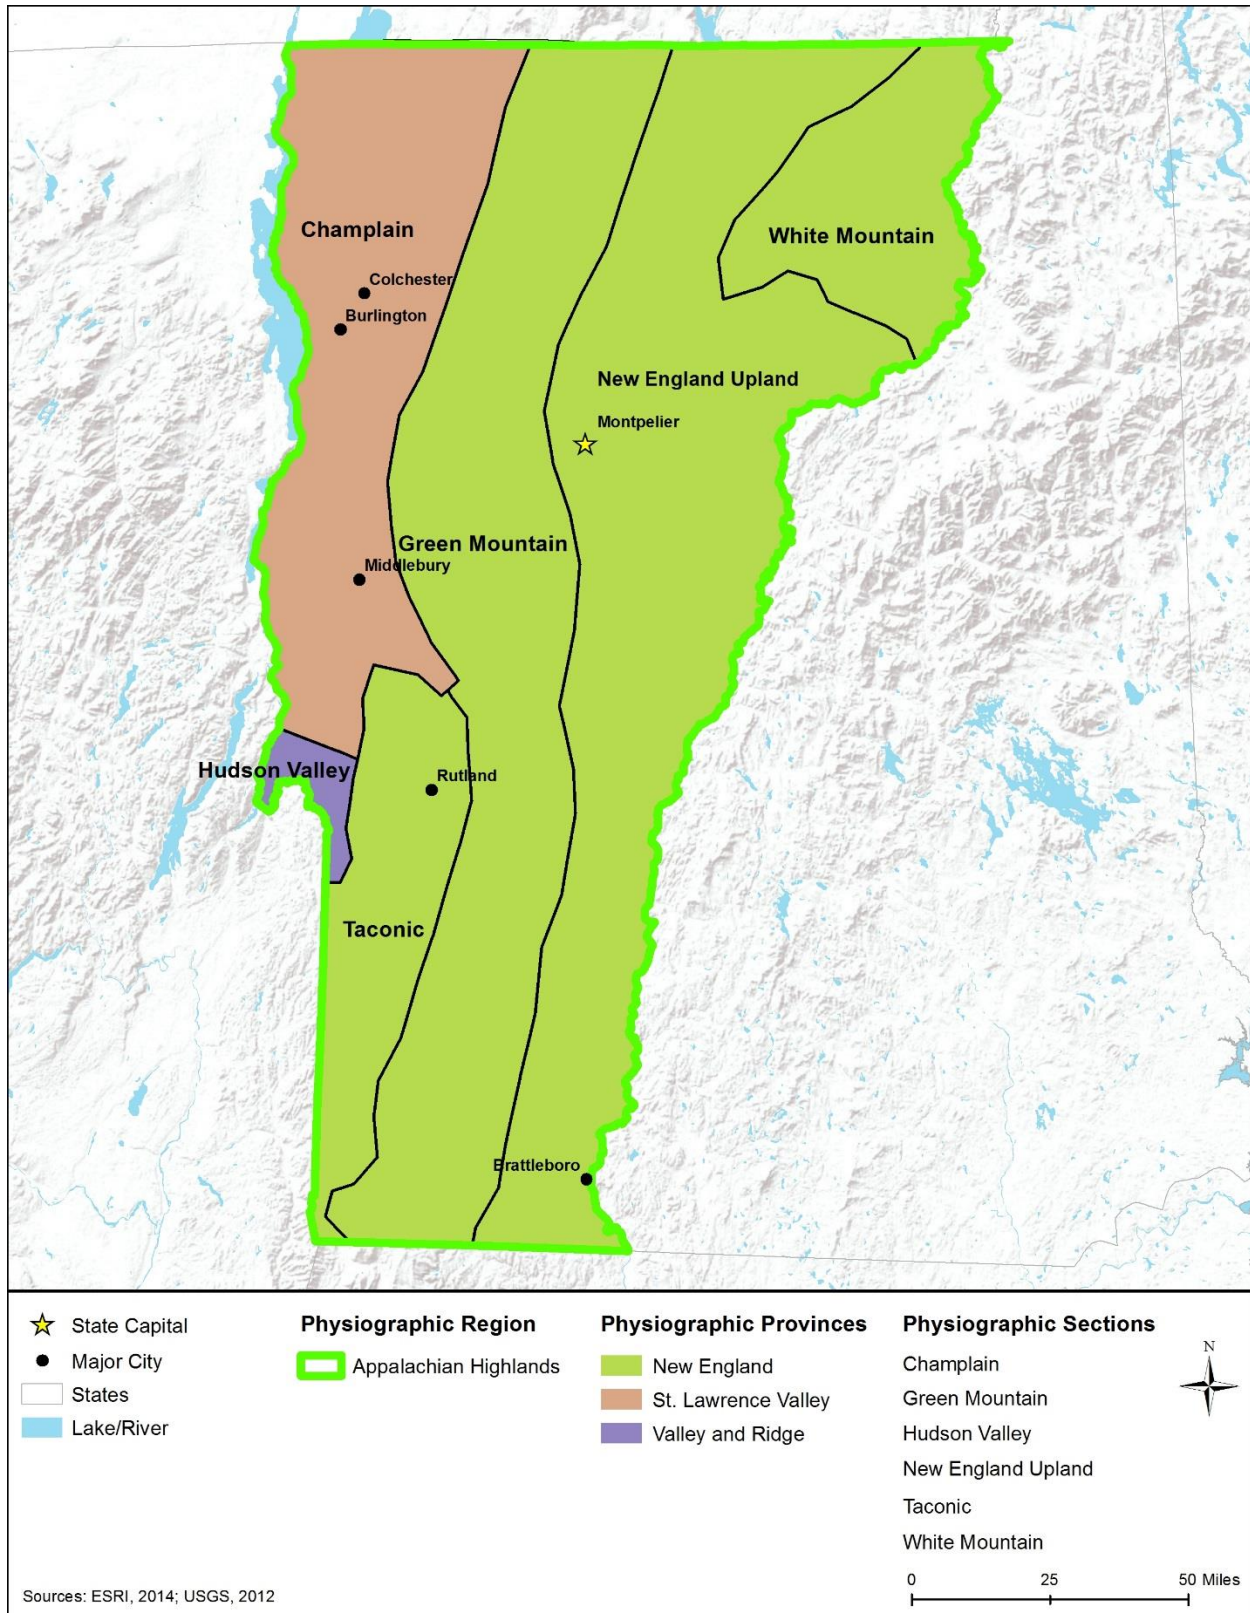 Champlain
Colchester
Burlington
White Mountain
New England Upland
Montpelier
Green Mountain
Middlebury
Hudson Valley
Rutland
Taconic
Brattleboro
State Capital
Major City
States
Lake/River
Physiographic Region
Appalachian Highlands
Physiographic Provinces
New England
St. Lawrence Valley
Valley and Ridge
Physiographic Sections
Champlain
Green Mountain
Hudson Valley
New England Upland
Taconic
White Mountain
N
0 25 50 Miles
Sources: ESRI, 2014; USGS, 2012